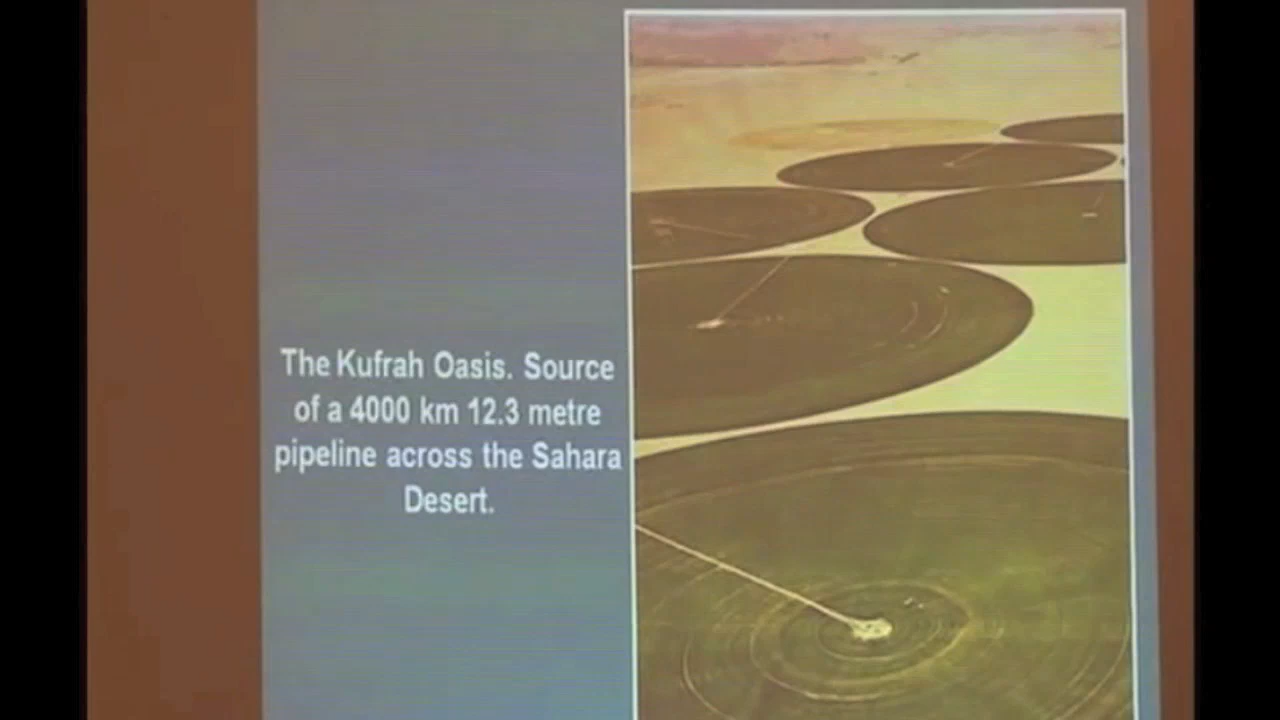 The Kufrah Oasis. Source
of a 4000 km 12.3 metre
pipeline across the Sahara
Desert.